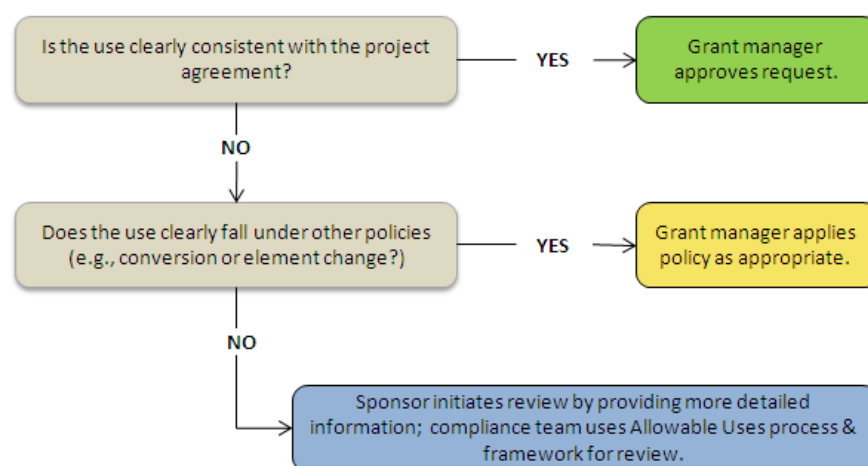 Is the use clearly consistent with the project
agreement?
YES
Grant manager
approves request.
NO
Does the use clearly fall under other policies
(e.g., conversion or element change?)
YES
Grant manager applies
policy as appropriate.
NO
Sponsor initiates review by providing more detailed
information; compliance team uses Allowable Uses process &
framework for review.